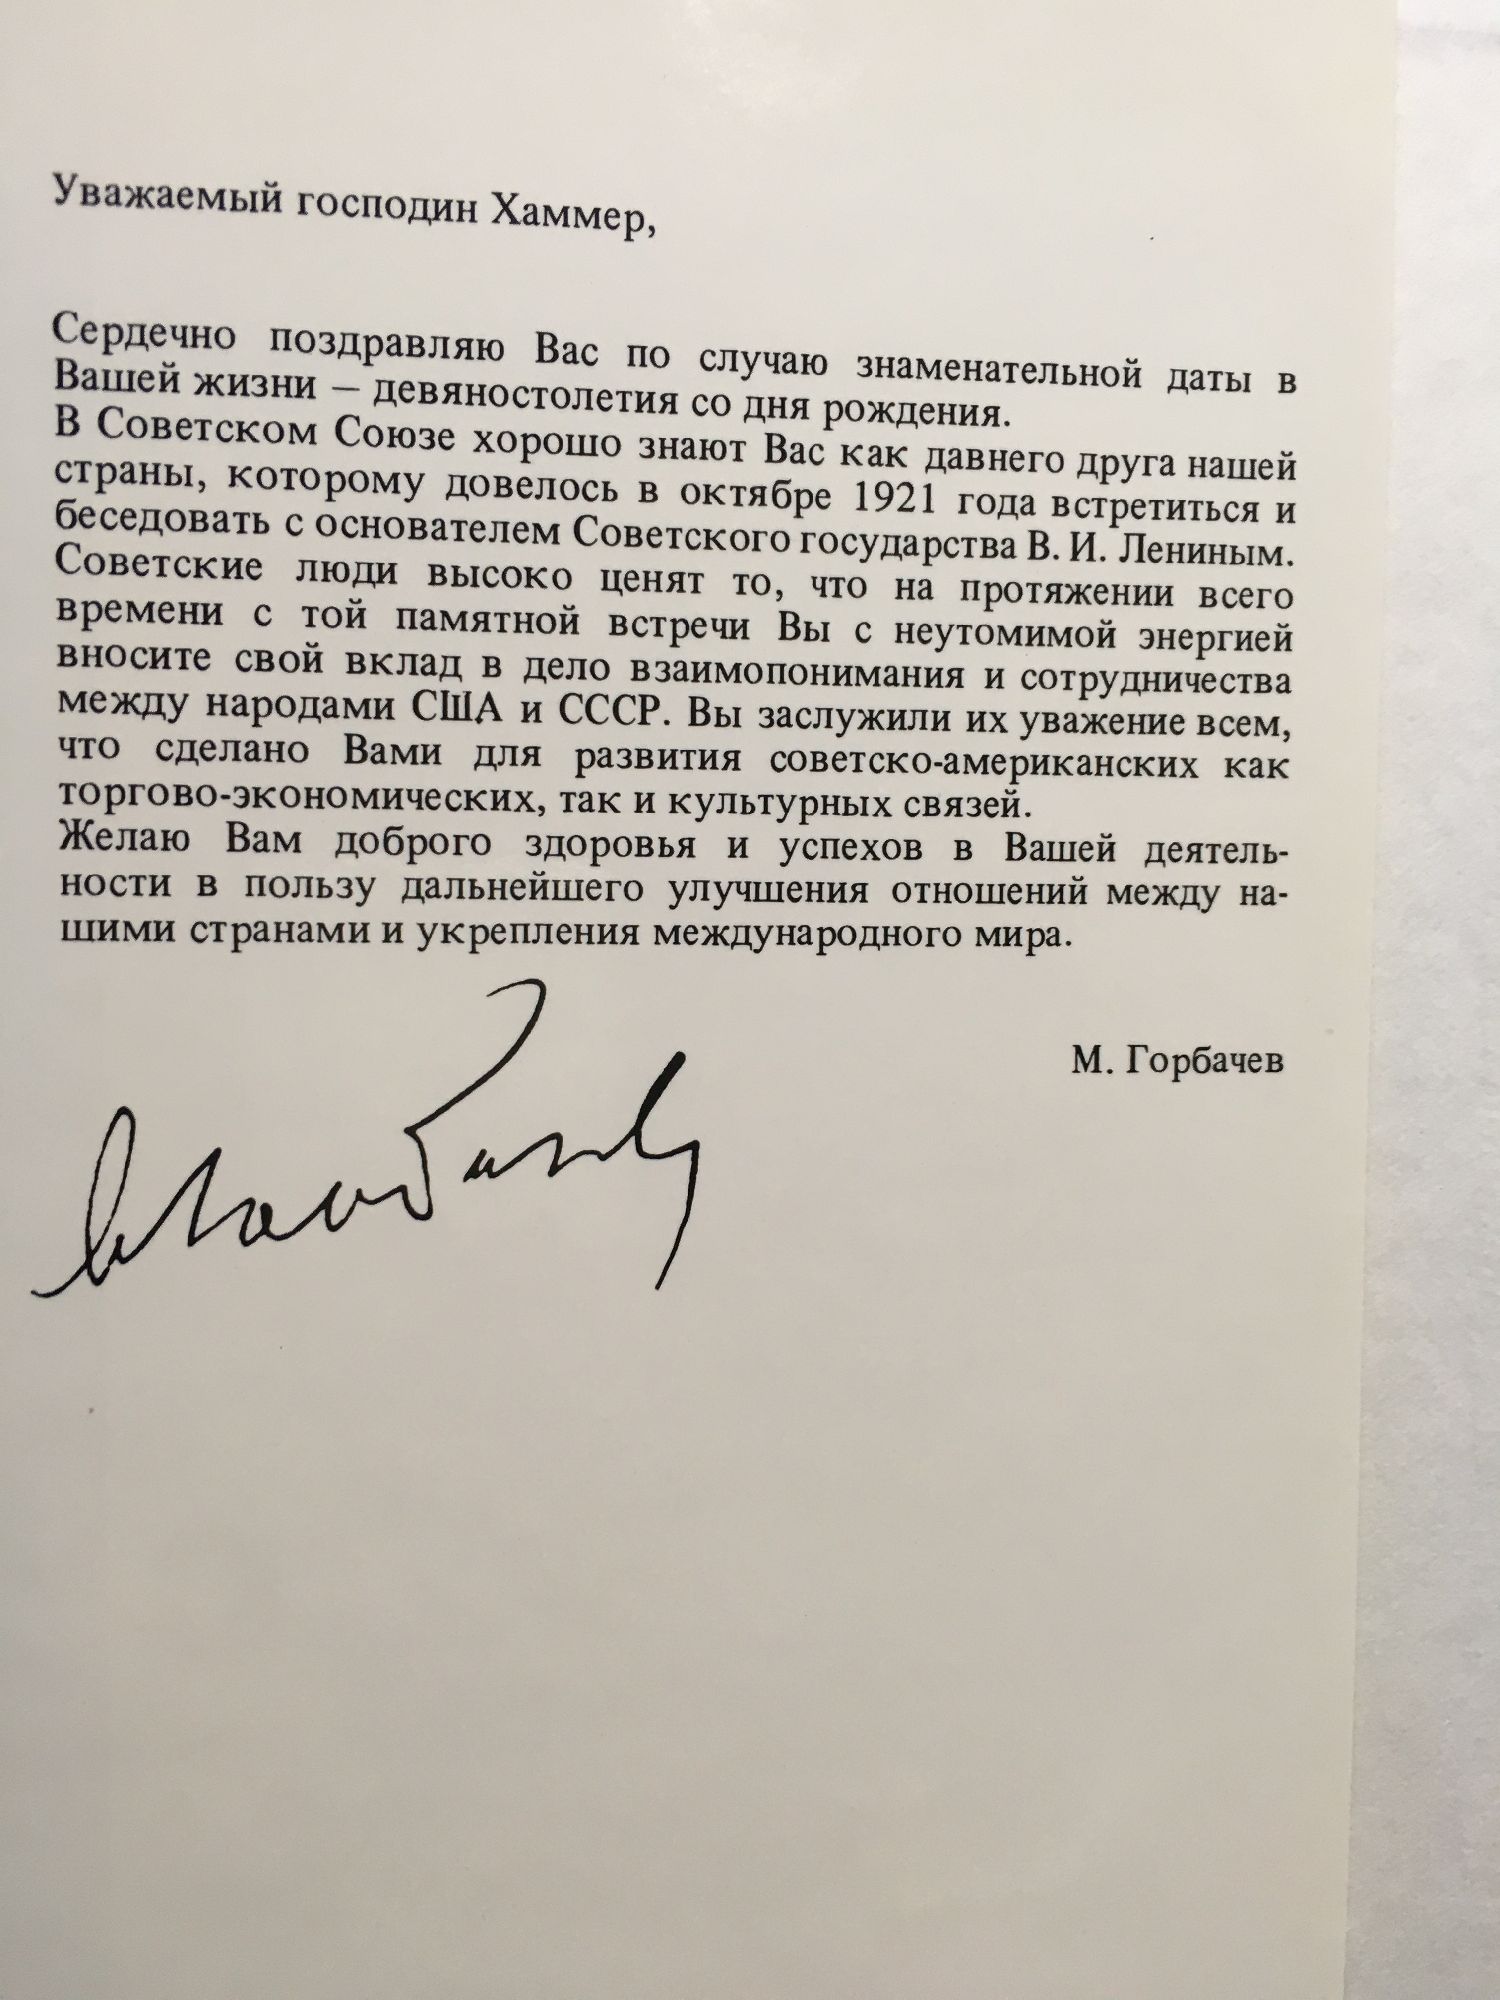 Уважаемый господин Хаммер,
Сердечно поздравляю Вас по случаю знаменательной даты в
Вашей жизни – девяностолетия со дня рождения.
В Советском Союзе хорошо знают Вас как давнего друга нашей
страны, которому довелось в октябре 1921 года встретиться и
беседовать с основателем Советского государства В. И. Лениным.
Советские люди высоко ценят то, что на протяжении всего
времени с той памятной встречи Вы с неутомимой энергией
вносите свой вклад в дело взаимопонимания и сотрудничества
между народами США и СССР. Вы заслужили их уважение всем,
что сделано Вами для развития советско-американских как
торгово-экономических, так и культурных связей.
Желаю Вам доброго здоровья и успехов в Вашей деятель-
ности в пользу дальнейшего улучшения отношений между на-
шими странами и укрепления международного мира.
М. Горбачев